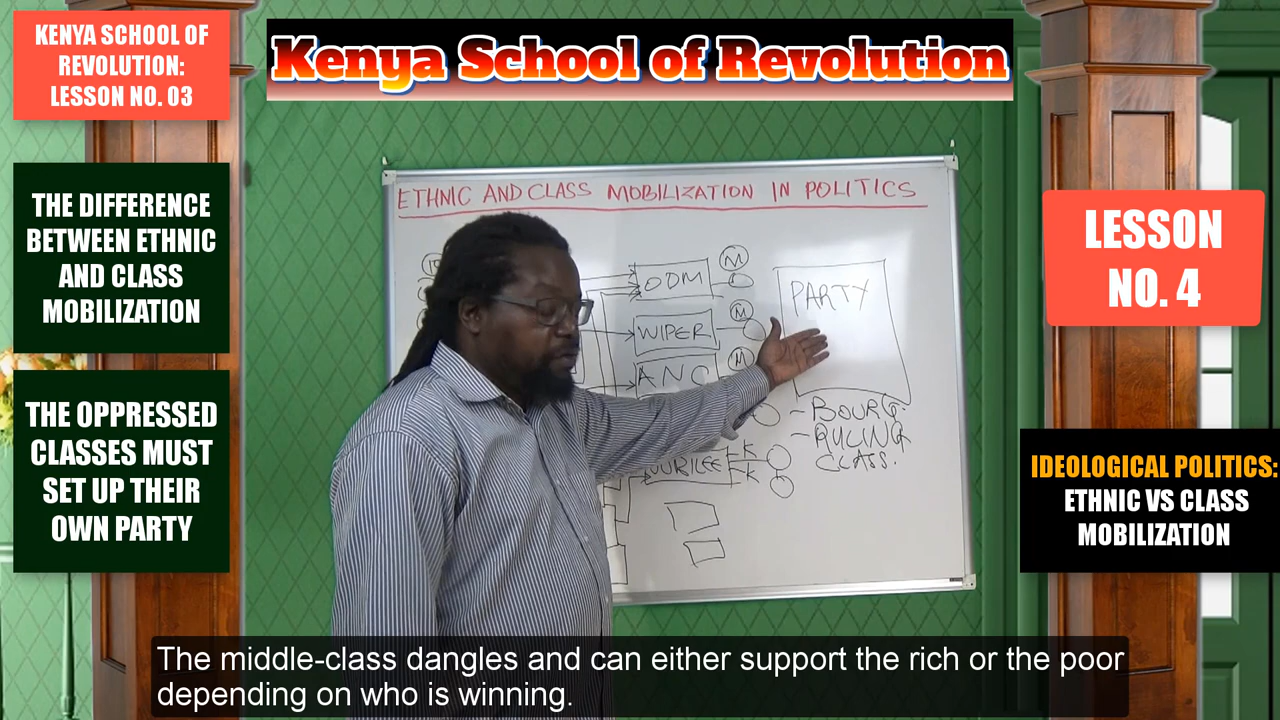 KENYA SCHOOL OF
REVOLUTION:
LESSON NO. 03
Kenya School of Revolution
THE DIFFERENCE
BETWEEN ETHNIC
AND CLASS
MOBILIZATION
THE OPPRESSED
CLASSES MUST
SET UP THEIR
OWN PARTY
ETHNIC AND CLASS MOBILIZATION IN POLITICS
ODM
M
WIPER
M
ANC
M
JUBILEE
K
K
PARTY
- BOURG.
- RULING
CLASS.
LESSON
NO. 4
IDEOLOGICAL POLITICS:
ETHNIC VS CLASS
MOBILIZATION
The middle-class dangles and can either support the rich or the poor
depending on who is winning.